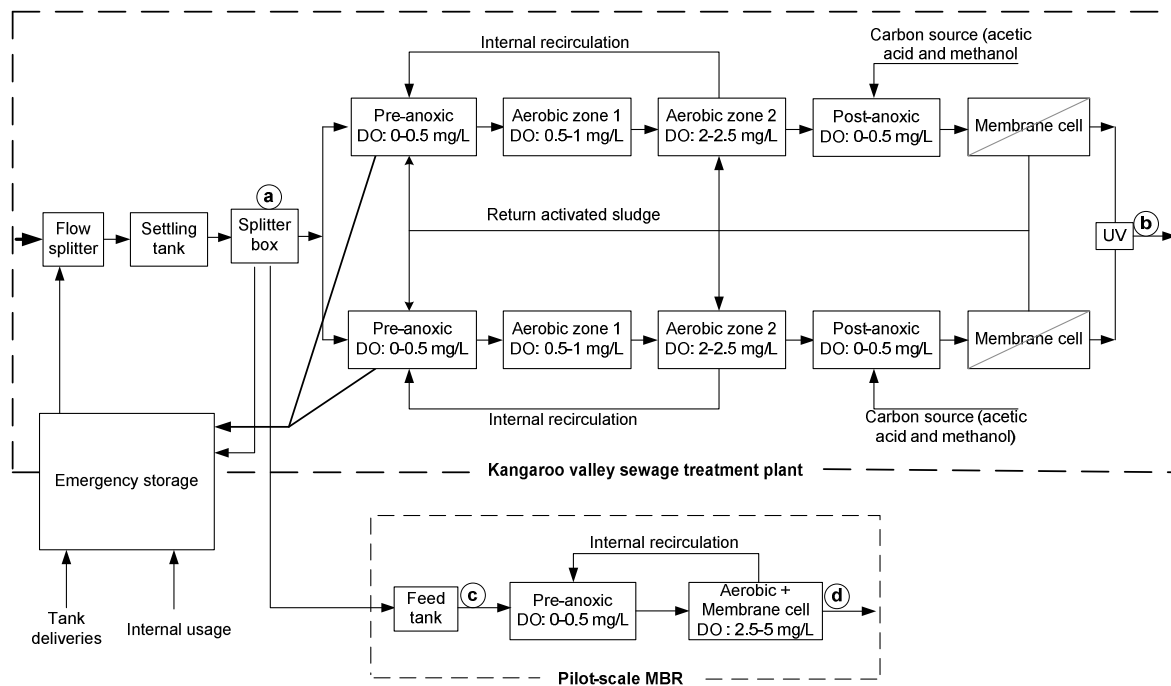 Internal recirculation
Carbon source (acetic
acid and methanol
Pre-anoxic
DO: 0-0.5 mg/L
Aerobic zone 1
DO: 0.5-1 mg/L
Aerobic zone 2
DO: 2-2.5 mg/L
Post-anoxic
DO: 0-0.5 mg/L
Membrane cell
a
Flow
splitter
Settling
tank
Splitter
box
Return activated sludge
UV
b
Pre-anoxic
DO: 0-0.5 mg/L
Aerobic zone 1
DO: 0.5-1 mg/L
Aerobic zone 2
DO: 2-2.5 mg/L
Post-anoxic
DO: 0-0.5 mg/L
Membrane cell
Internal recirculation
Carbon source (acetic
acid and methanol)
Kangaroo valley sewage treatment plant
Emergency storage
Tank
deliveries
Internal usage
Internal recirculation
Feed
tank
c
Pre-anoxic
DO: 0-0.5 mg/L
Aerobic +
Membrane cell
DO : 2.5-5 mg/L
d
Pilot-scale MBR